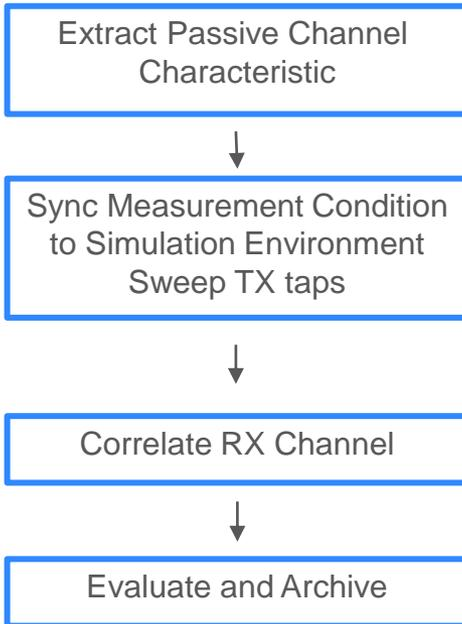 Extract Passive Channel
Characteristic
Sync Measurement Condition
to Simulation Environment
Sweep TX taps
Correlate RX Channel
Evaluate and Archive